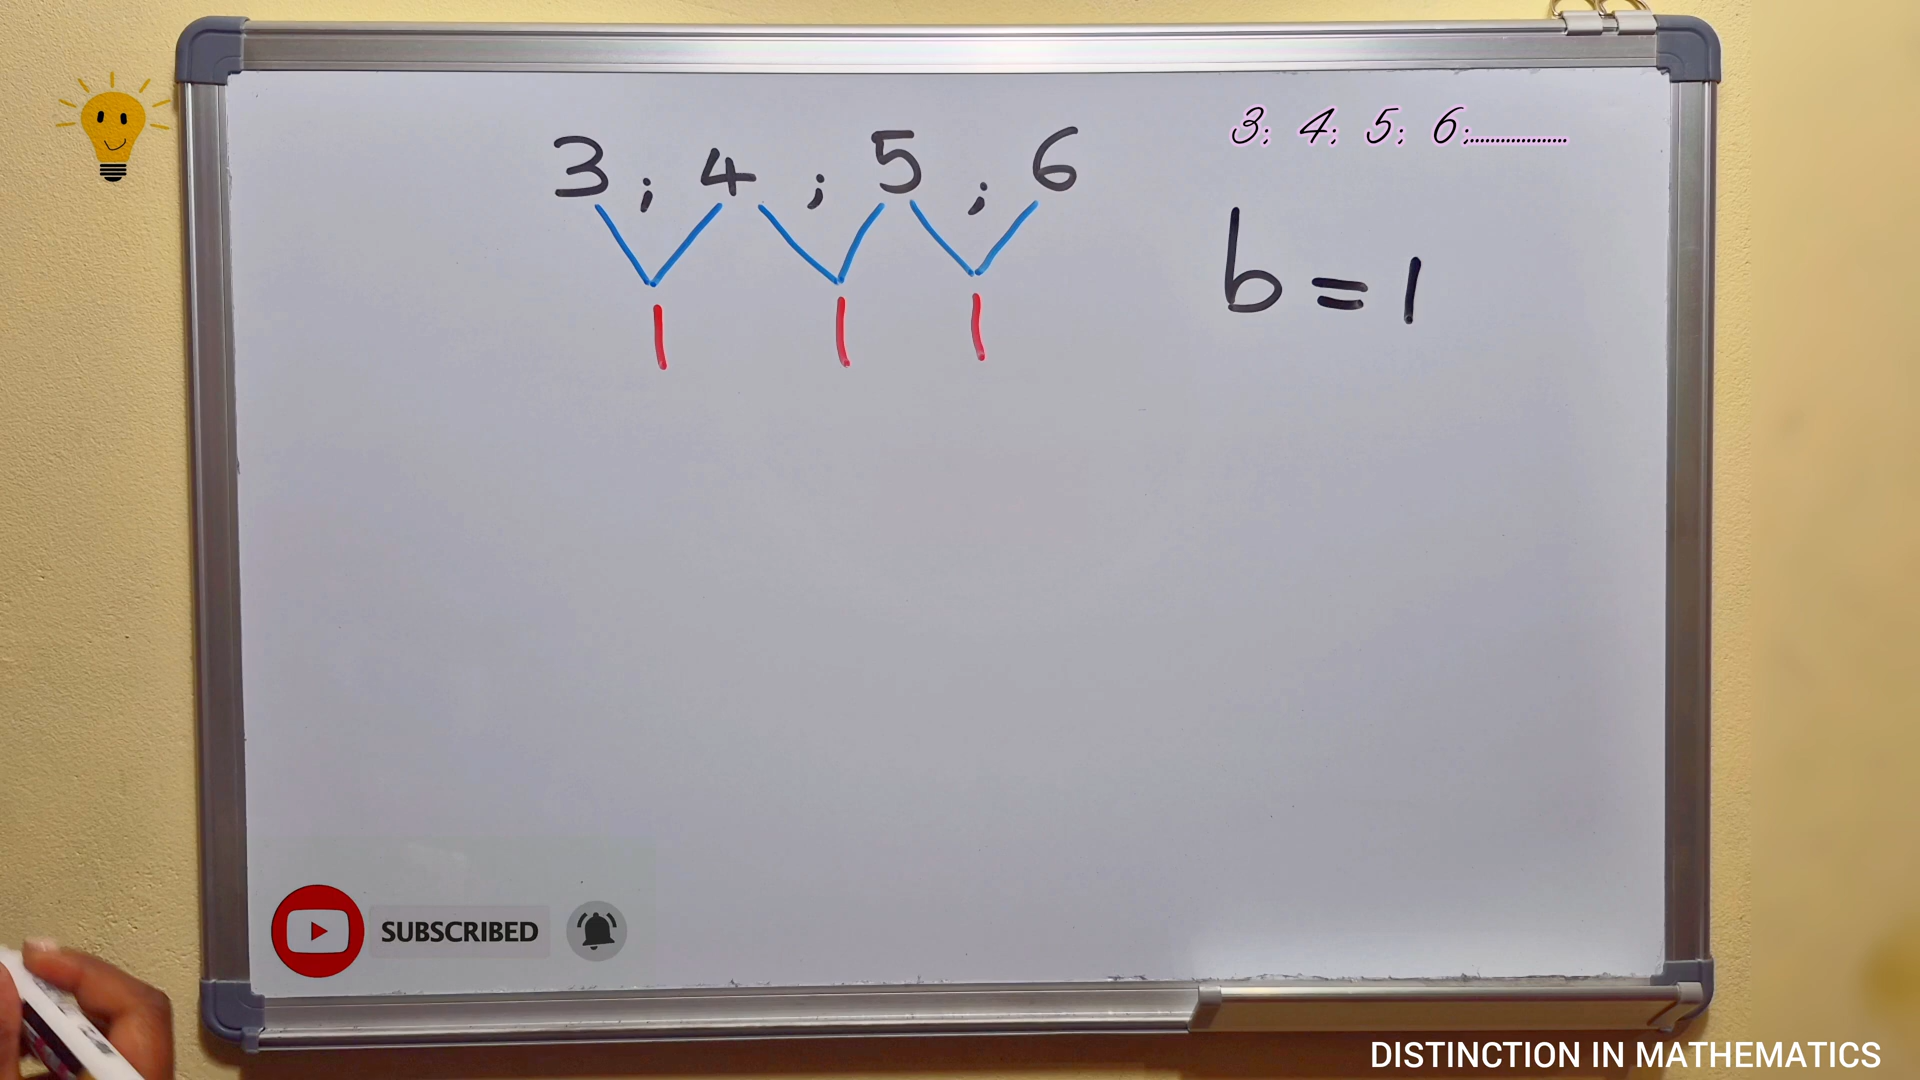 3 ; 4 ; 5 ; 6
1 1 1
3; 4; 5; 6;..................
b = 1
SUBSCRIBED
DISTINCTION IN MATHEMATICS